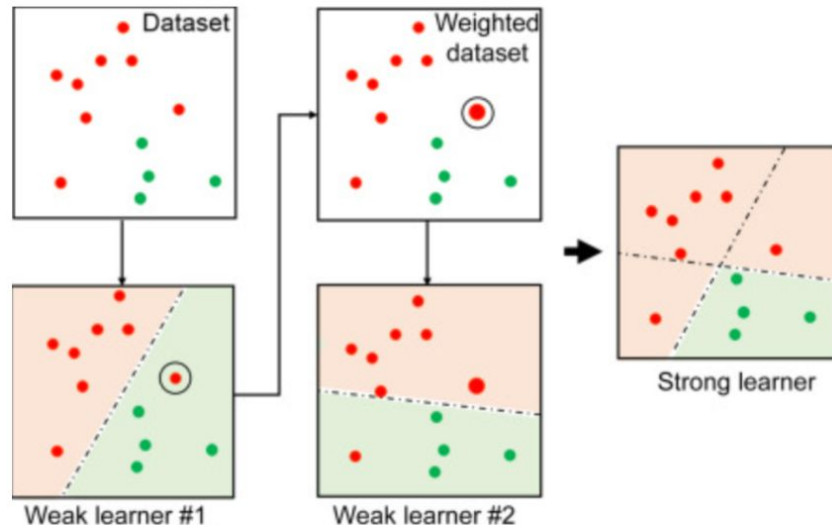 Dataset
Weighted
dataset
Weak learner #1
Weak learner #2
Strong learner